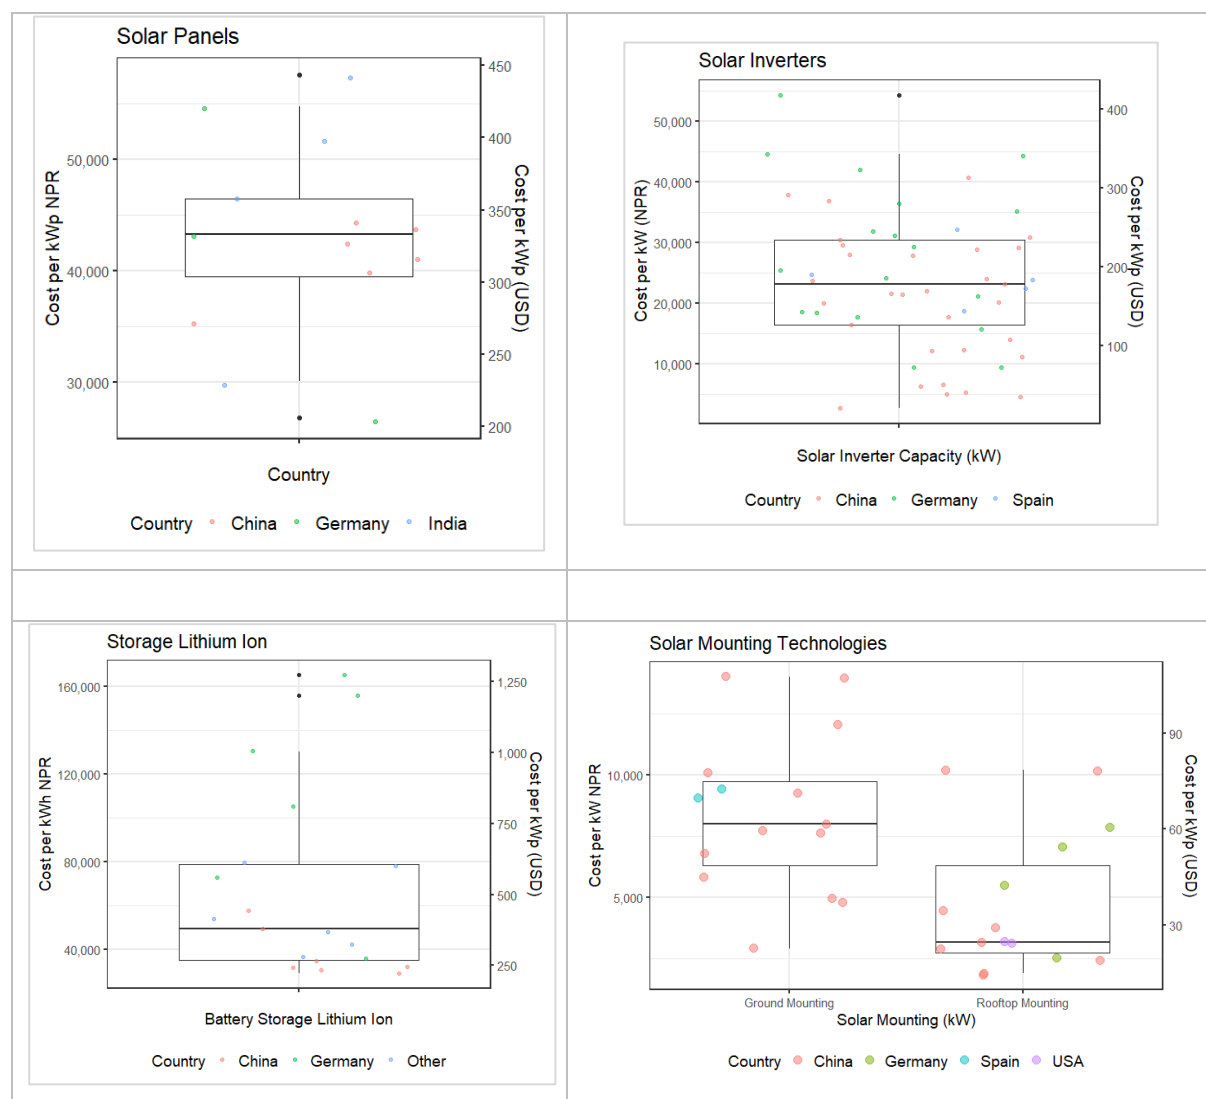 Solar Panels
Cost per kWp NPR
50,000
40,000
30,000
450
400
350
300
250
200
Cost per kWp (USD)
Country
Country China Germany India
Solar Inverters
Cost per kW (NPR)
50,000
40,000
30,000
20,000
10,000
400
300
200
100
Cost per kWp (USD)
Solar Inverter Capacity (kW)
Country China Germany Spain
Storage Lithium Ion
Cost per kWh NPR
160,000
120,000
80,000
40,000
1,250
1,000
750
500
250
Cost per kWp (USD)
Battery Storage Lithium Ion
Country China Germany Other
Solar Mounting Technologies
Cost per kW NPR
10,000
5,000
90
60
30
Cost per kWp (USD)
Ground Mounting Rooftop Mounting
Solar Mounting (kW)
Country China Germany Spain USA